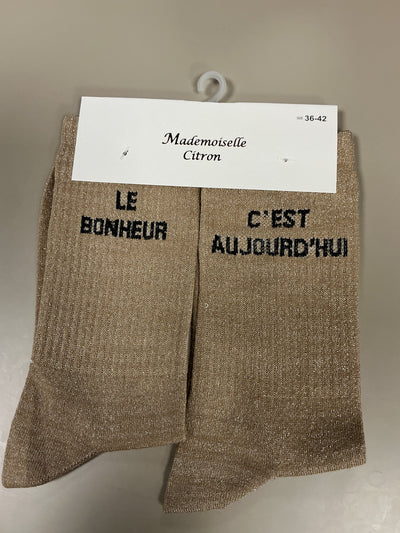 36-42
Mademoiselle
Citron
LE
BONHEUR
C'EST
AUJOURD'HUI